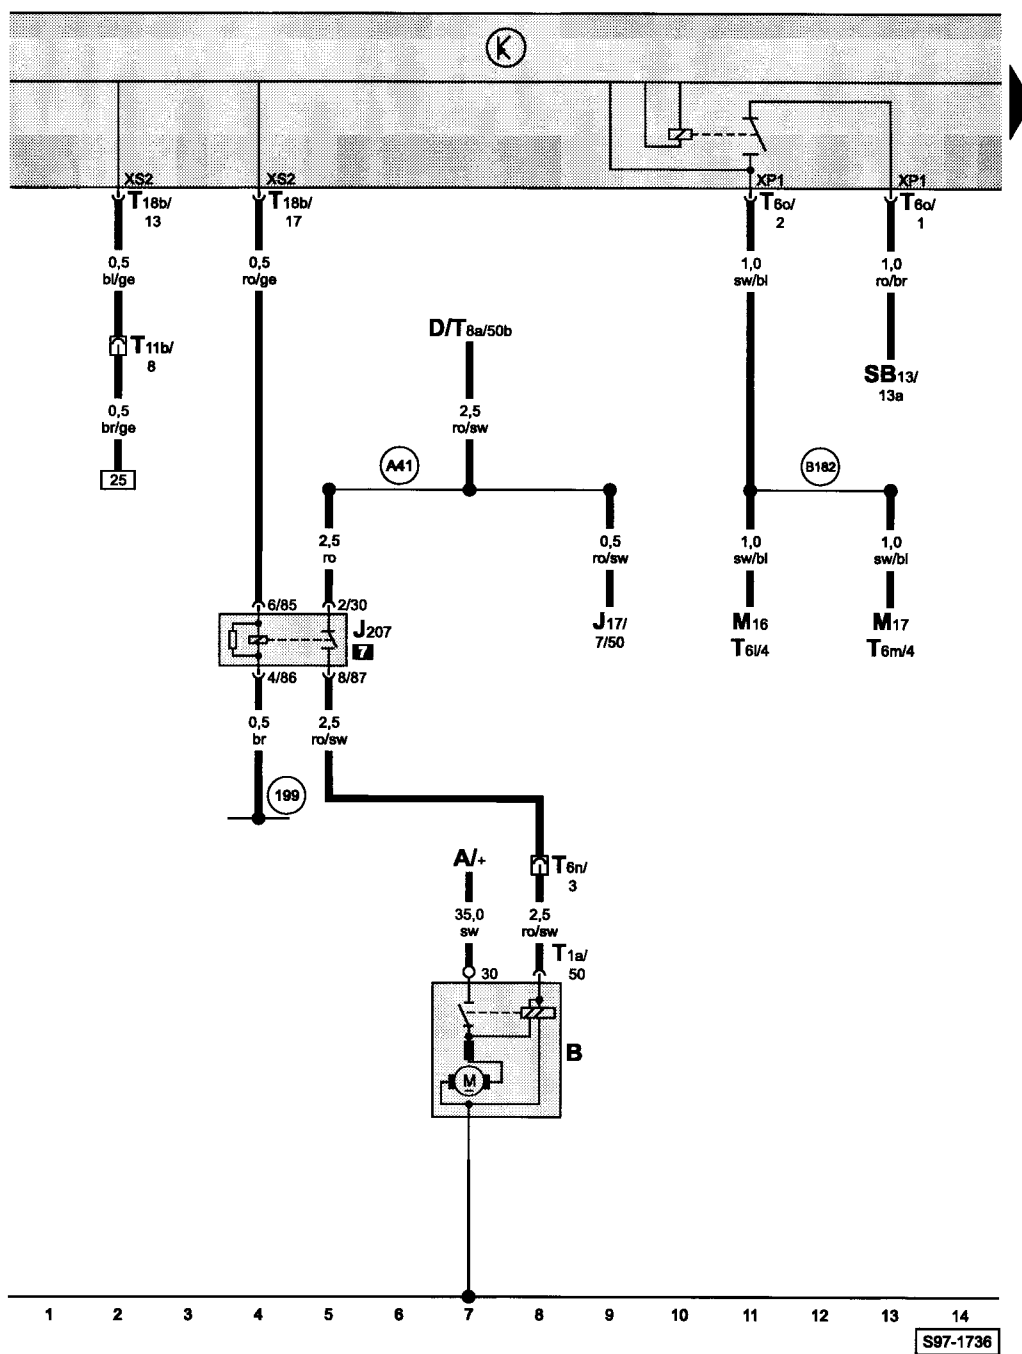 K
XS2 XS2 XP1 XP1
T18b/ 13
T18b/ 17
T6o/ 2
T6o/ 1
0,5 bl/ge
0,5 ro/ge
1,0 sw/bl
1,0 ro/br
D/T8a/50b
T11b/ 8
SB13/ 13a
0,5 br/ge
2,5 ro/sw
25
A41
B182
2,5 ro
0,5 ro/sw
1,0 sw/bl
1,0 sw/bl
6/85 2/30
J207
7
J17/ 7/50
M16 T6l/4
M17 T6m/4
4/86 8/87
0,5 br
2,5 ro/sw
199
A/+
T6n/ 3
35,0 sw
2,5 ro/sw
T1a/ 50
30
B
M
1 2 3 4 5 6 7 8 9 10 11 12 13 14
S97-1736